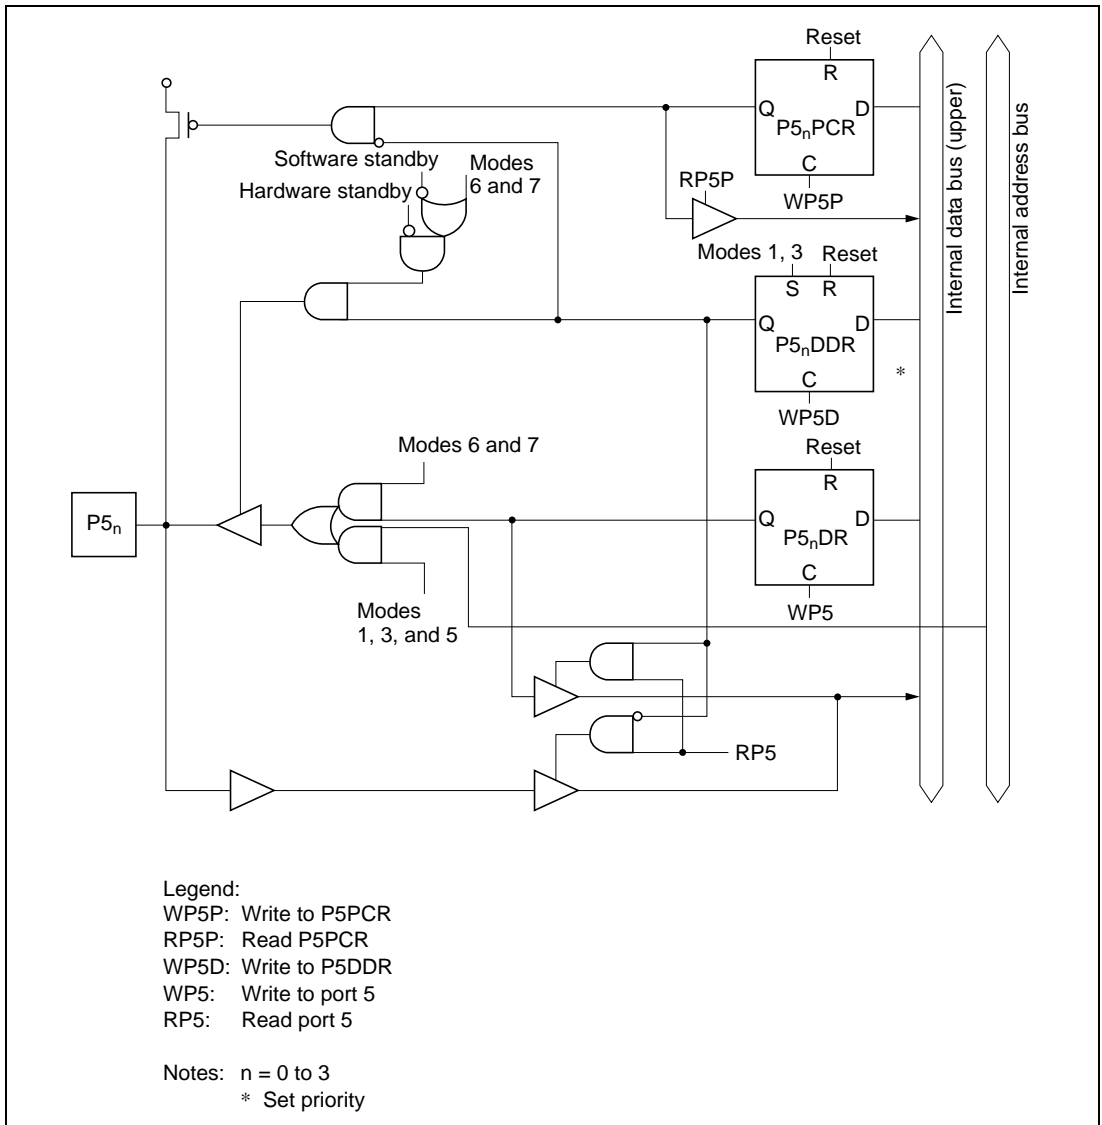 Reset
R
Q
D
P5nPCR
C
WP5P
RP5P
Software standby
Hardware standby
Modes
6 and 7
Modes 1, 3
Reset
S
R
Q
D
P5nDDR
C
WP5D
*
Internal data bus (upper)
Internal address bus
Modes 6 and 7
Reset
R
Q
D
P5nDR
C
WP5
P5n
Modes
1, 3, and 5
RP5
Legend:
WP5P: Write to P5PCR
RP5P: Read P5PCR
WP5D: Write to P5DDR
WP5: Write to port 5
RP5: Read port 5
Notes: n = 0 to 3
* Set priority